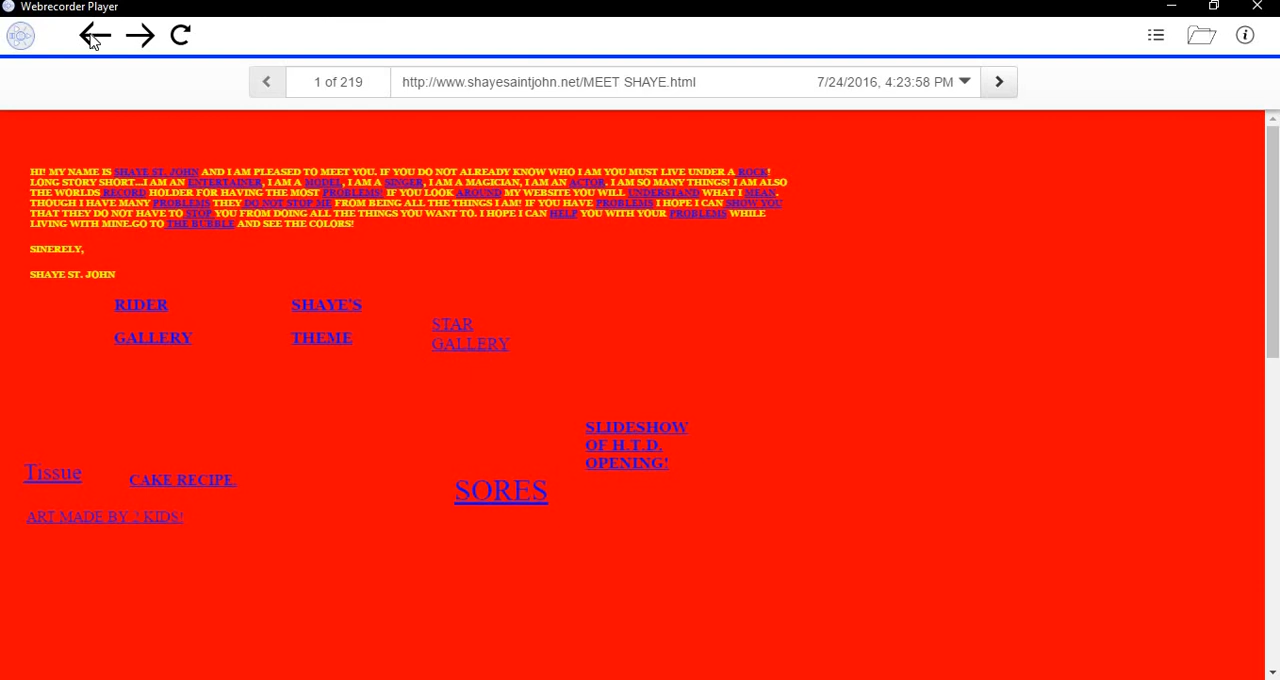 Webrecorder Player
1 of 219
http://www.shayesaintjohn.net/MEET SHAYE.html
7/24/2016, 4:23:58 PM
HI! MY NAME IS SHAYE ST. JOHN AND I AM PLEASED TO MEET YOU. IF YOU DO NOT ALREADY KNOW WHO I AM YOU MUST LIVE UNDER A ROCK!
LONG STORY SHORT...I AM AN ENTERTAINER, I AM A MODEL, I AM A SINGER, I AM A MAGICIAN, I AM AN ACTOR. I AM SO MANY THINGS! I AM ALSO
THE WORLDS RECORD HOLDER FOR HAVING THE MOST PROBLEMS! IF YOU LOOK AROUND MY WEBSITE YOU WILL UNDERSTAND WHAT I MEAN.
THOUGH I HAVE MANY PROBLEMS THEY DO NOT STOP ME FROM BEING ALL THE THINGS I AM! IF YOU HAVE PROBLEMS I HOPE I CAN SHOW YOU
THAT THEY DO NOT HAVE TO STOP YOU FROM DOING ALL THE THINGS YOU WANT TO. I HOPE I CAN HELP YOU WITH YOUR PROBLEMS WHILE
LIVING WITH MINE.GO TO THE BUBBLE AND SEE THE COLORS!
SINERELY,
SHAYE ST. JOHN
RIDER
GALLERY
SHAYE'S
THEME
STAR
GALLERY
SLIDESHOW
OF H.T.D.
OPENING!
Tissue
CAKE RECIPE.
SORES
ART MADE BY 2 KIDS!